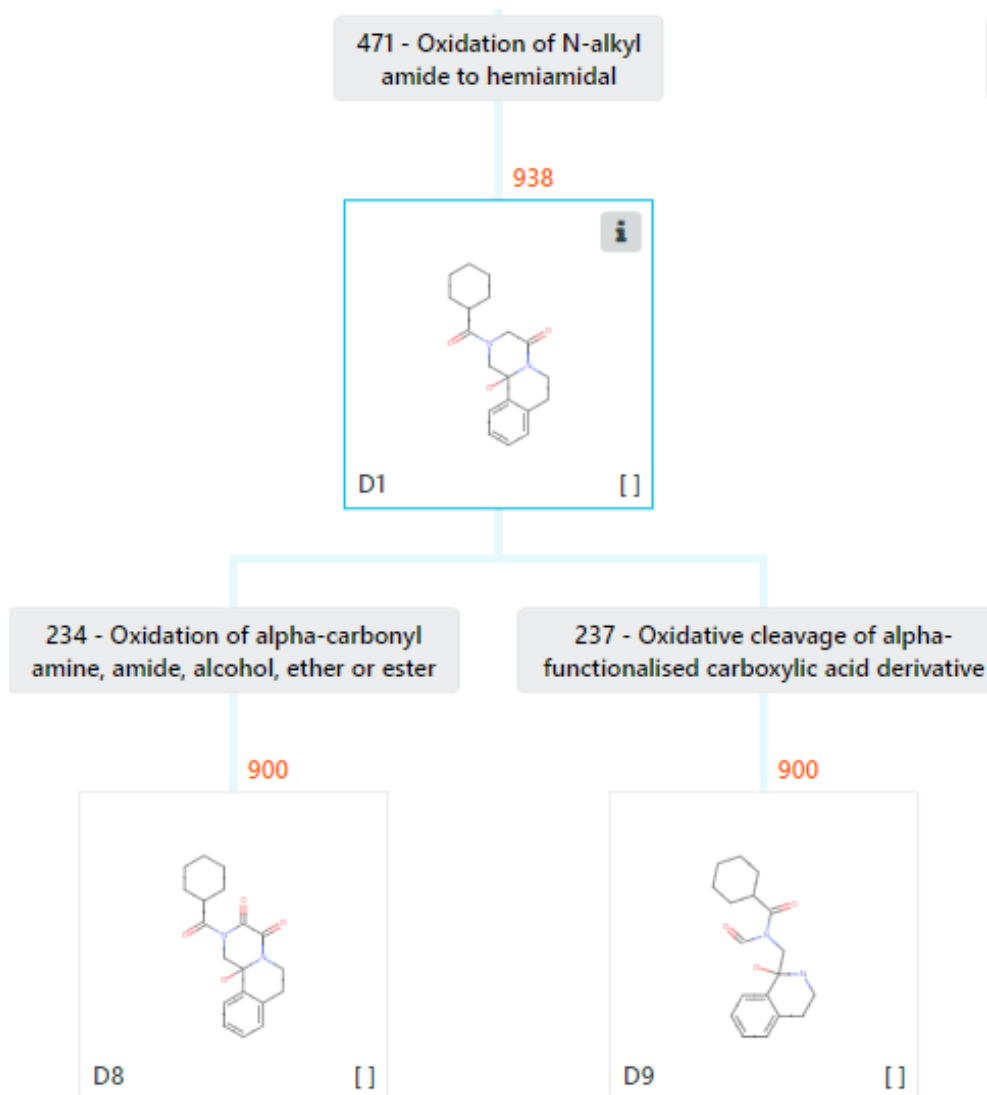 471 - Oxidation of N-alkyl
amide to hemiamidal
938
i
D1
[ ]
234 - Oxidation of alpha-carbonyl
amine, amide, alcohol, ether or ester
237 - Oxidative cleavage of alpha-
functionalised carboxylic acid derivative
900
900
D8
[ ]
D9
[ ]